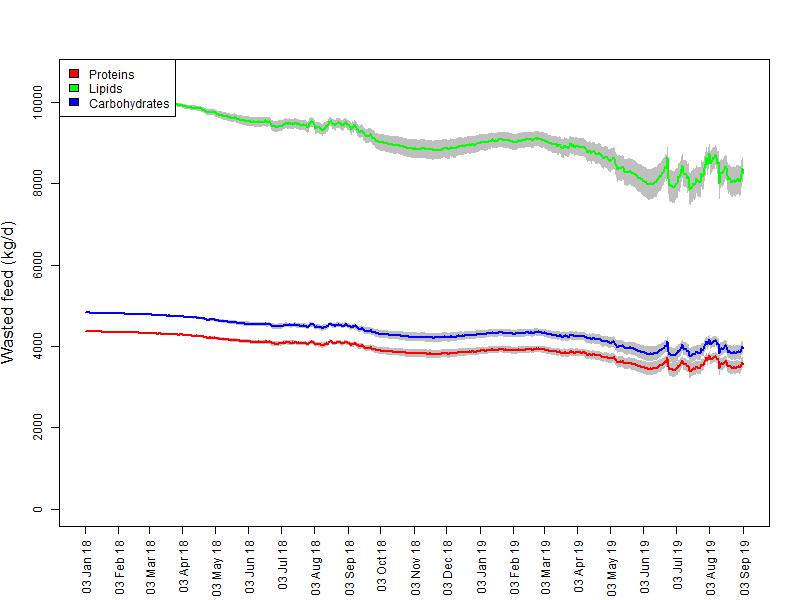 Proteins
Lipids
Carbohydrates
Wasted feed (kg/d)
10000
8000
6000
4000
2000
0
03 Jan 18
03 Feb 18
03 Mar 18
03 Apr 18
03 May 18
03 Jun 18
03 Jul 18
03 Aug 18
03 Sep 18
03 Oct 18
03 Nov 18
03 Dec 18
03 Jan 19
03 Feb 19
03 Mar 19
03 Apr 19
03 May 19
03 Jun 19
03 Jul 19
03 Aug 19
03 Sep 19